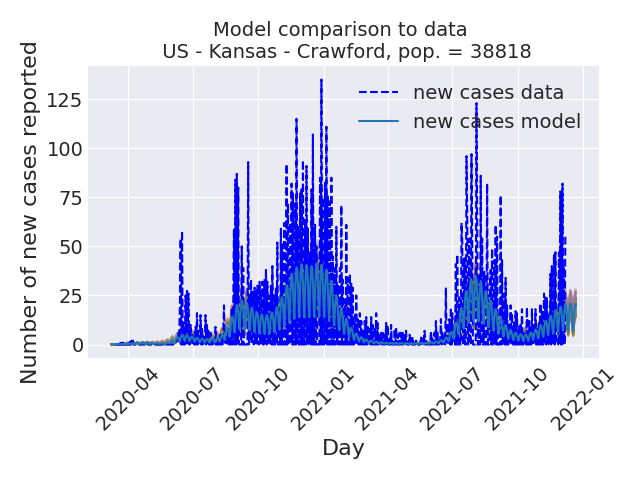 Model comparison to data
US - Kansas - Crawford, pop. = 38818
Number of new cases reported
125
100
75
50
25
0
new cases data
new cases model
2020-04
2020-07
2020-10
2021-01
2021-04
2021-07
2021-10
2022-01
Day